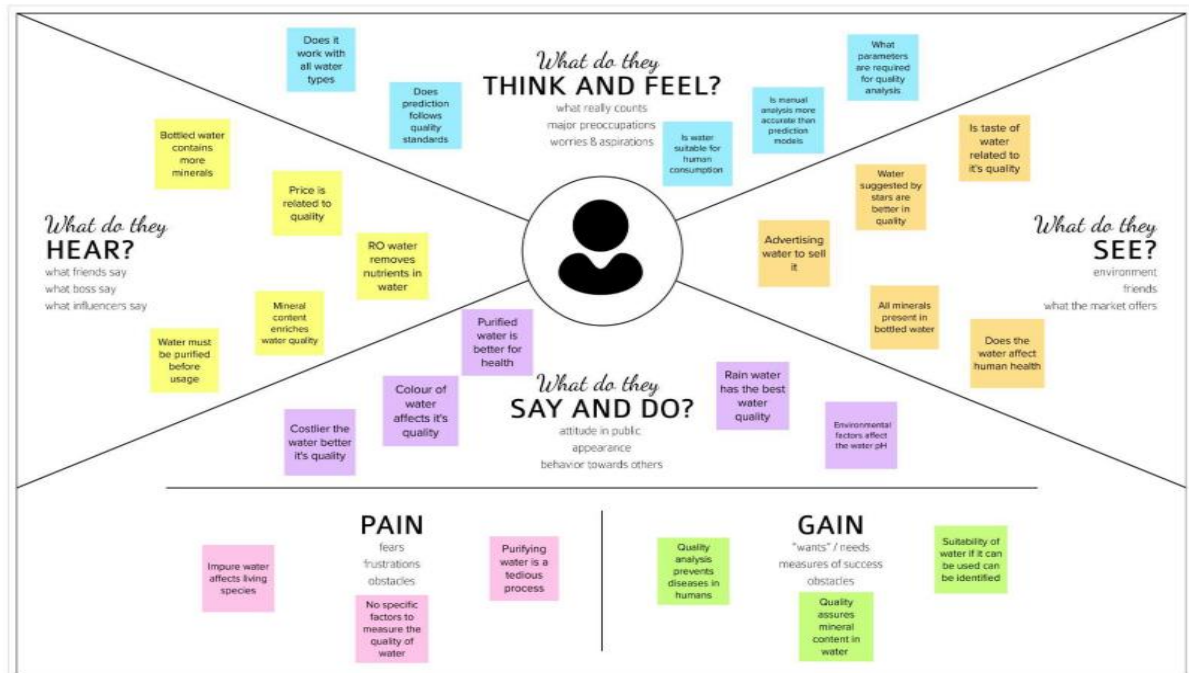 What do they
THINK AND FEEL?
what really counts
major preoccupations
worries & aspirations
Does it
work with
all water
types
Does
prediction
follows
quality
standards
Is water
suitable for
human
consumption
Is manual
analysis more
accurate than
prediction
models
What
parameters
are required
for quality
analysis
What do they
HEAR?
what friends say
what boss say
what influencers say
Bottled water
contains
more
minerals
Price is
related to
quality
RO water
removes
nutrients in
water
Mineral
content
enriches
water quality
Water must
be purified
before
usage
What do they
SEE?
environment
friends
what the market offers
Is taste of
water
related to
it's quality
Water
suggested by
stars are
better in
quality
Advertising
water to sell
it
All minerals
present in
bottled water
Does the
water affect
human health
What do they
SAY AND DO?
attitude in public
appearance
behavior towards others
Purified
water is
better for
health
Colour of
water
affects it's
quality
Costlier the
water better
it's quality
Rain water
has the best
water
quality
Environmental
factors affect
the water pH
PAIN
fears
frustrations
obstacles
Impure water
affects living
species
No specific
factors to
measure the
quality of
water
Purifying
water is a
tedious
process
GAIN
"wants" / needs
measures of success
obstacles
Quality
analysis
prevents
diseases in
humans
Quality
assures
mineral
content in
water
Suitability of
water if it can
be used can
be identified